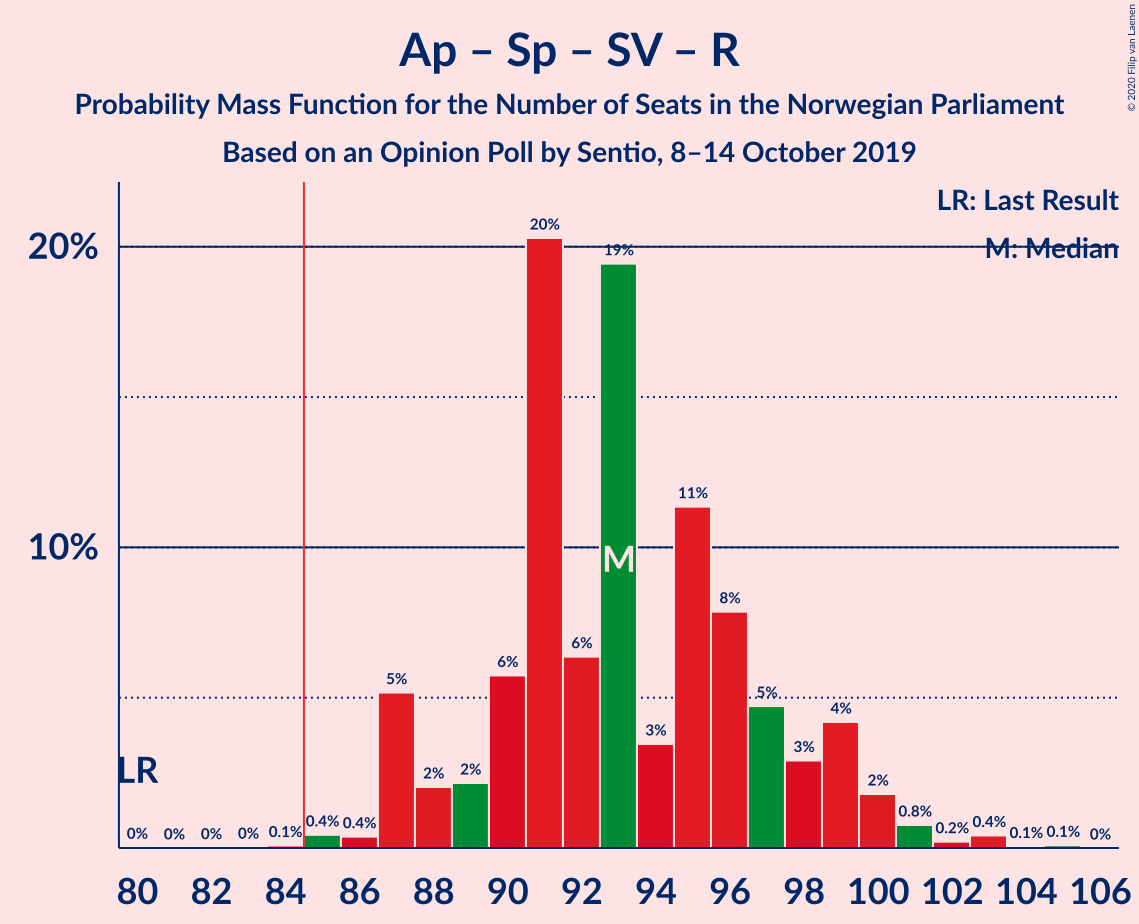 Ap – Sp – SV – R
Probability Mass Function for the Number of Seats in the Norwegian Parliament
Based on an Opinion Poll by Sentio, 8–14 October 2019
© 2020 Filip van Laenen
LR: Last Result
M: Median
20%
10%
LR
M
0% 0% 0% 0% 0.1% 0.4% 0.4% 5% 2% 2% 6% 20% 6% 19% 3% 11% 8% 5% 3% 4% 2% 0.8% 0.2% 0.4% 0.1% 0.1% 0%
80 82 84 86 88 90 92 94 96 98 100 102 104 106